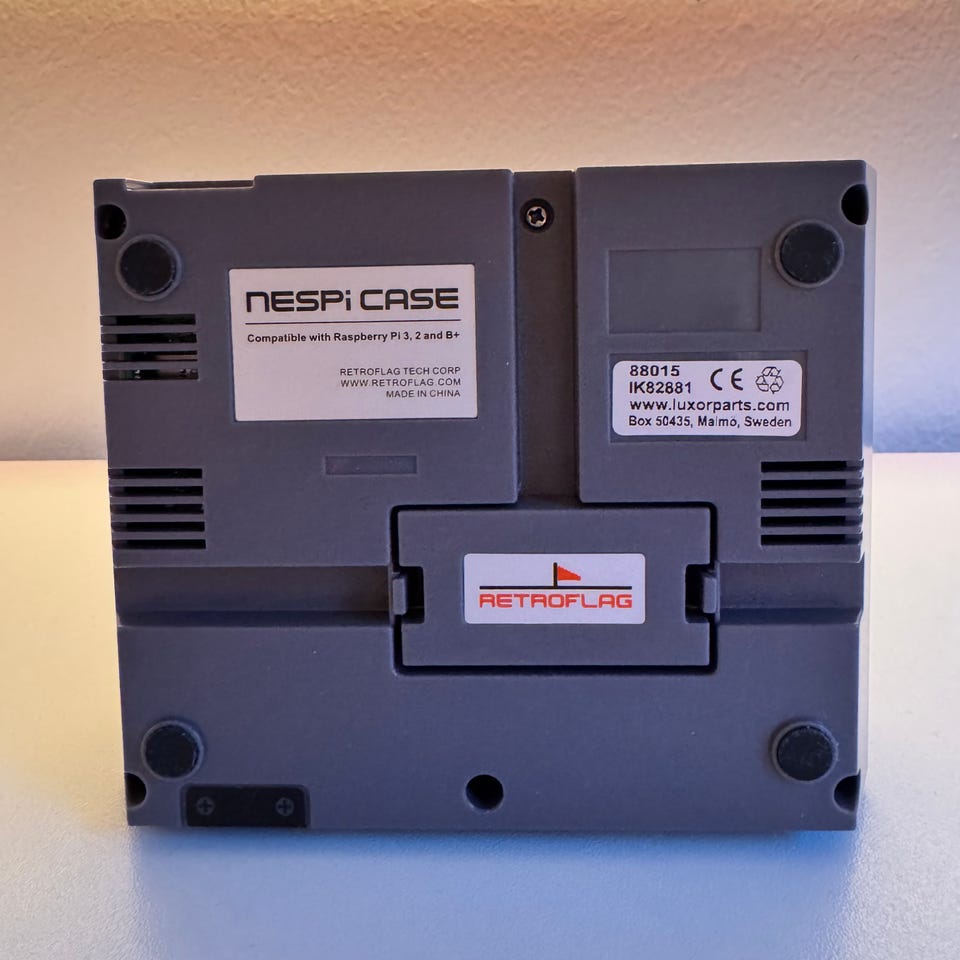 NESPi CASE
Compatible with Raspberry Pi 3, 2 and B+
RETROFLAG TECH CORP
WWW.RETROFLAG.COM
MADE IN CHINA
88015
IK82881
CE
www.luxorparts.com
Box 50435, Malmö, Sweden
RETROFLAG